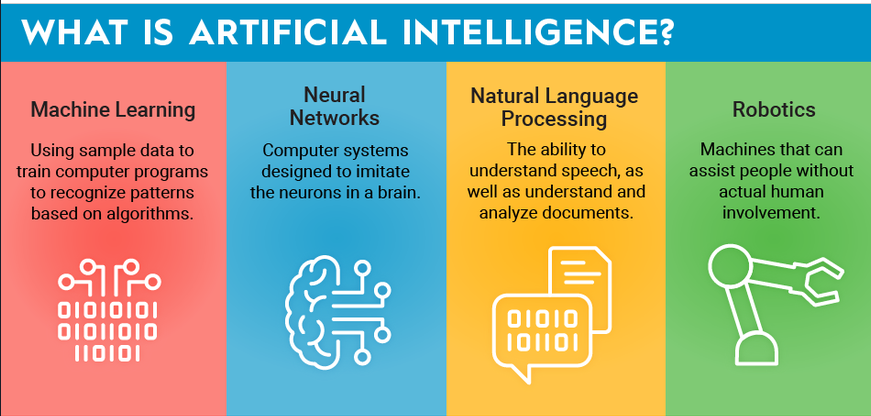 WHAT IS ARTIFICIAL INTELLIGENCE?
Machine Learning
Using sample data to
train computer programs
to recognize patterns
based on algorithms.
01010101
01011010
110101
Neural
Networks
Computer systems
designed to imitate
the neurons in a brain.
Natural Language
Processing
The ability to
understand speech, as
well as understand and
analyze documents.
01010
101101
Robotics
Machines that can
assist people without
actual human
involvement.